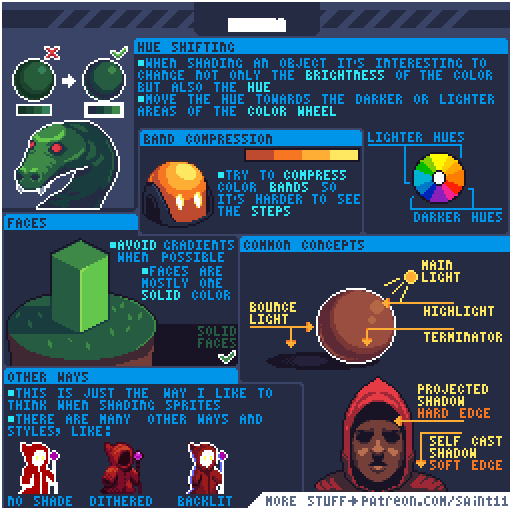 HUE SHIFTING
WHEN SHADING AN OBJECT IT'S INTERESTING TO
CHANGE NOT ONLY THE BRIGHTNESS OF THE COLOR
BUT ALSO THE HUE
MOVE THE HUE TOWARDS THE DARKER OR LIGHTER
AREAS OF THE COLOR WHEEL
BAND COMPRESSION
TRY TO COMPRESS
COLOR BANDS SO
IT'S HARDER TO SEE
THE STEPS
LIGHTER HUES
DARKER HUES
FACES
AVOID GRADIENTS
WHEN POSSIBLE
FACES ARE
MOSTLY ONE
SOLID COLOR
SOLID
FACES
COMMON CONCEPTS
MAIN
LIGHT
BOUNCE
LIGHT
HIGHLIGHT
TERMINATOR
PROJECTED
SHADOW
HARD EDGE
SELF CAST
SHADOW
SOFT EDGE
OTHER WAYS
THIS IS JUST THE WAY I LIKE TO
THINK WHEN SHADING SPRITES
THERE ARE MANY OTHER WAYS AND
STYLES, LIKE:
NO SHADE
DITHERED
BACKLIT
MORE STUFF→PATREON.COM/SAINT11